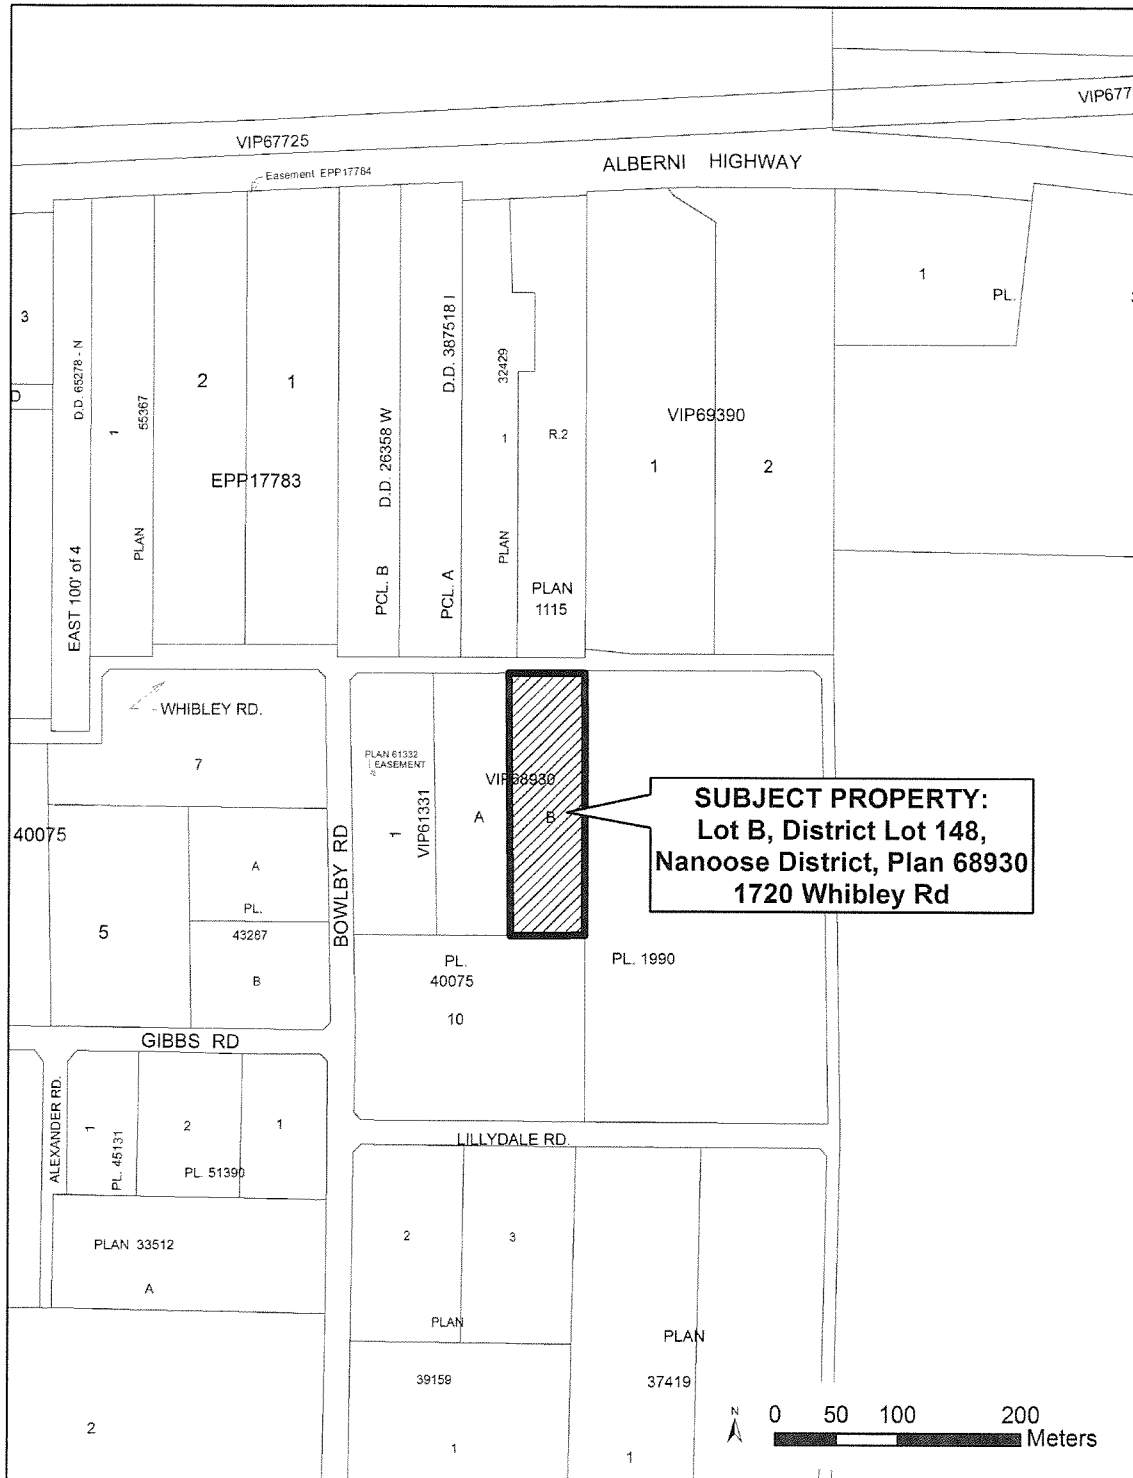 VIP677
VIP67725
ALBERNI HIGHWAY
Easement EPP17784
1
PL.
3
D
D.D. 65278 - N
EAST 100' of 4
1
55367
PLAN
2
1
EPP17783
D.D. 26358 W
PCL. B
D.D. 387518 I
PCL. A
32429
1
PLAN
R.2
PLAN
1115
VIP69390
1
2
WHIBLEY RD.
7
PLAN 61332
EASEMENT
1
VIP61331
VIP68930
A
B
SUBJECT PROPERTY:
Lot B, District Lot 148,
Nanoose District, Plan 68930
1720 Whibley Rd
40075
BOWLBY RD
A
PL.
43267
B
5
PL.
40075
10
PL. 1990
GIBBS RD
ALEXANDER RD.
1
PL. 45131
2
1
PL. 51390
LILLYDALE RD.
PLAN 33512
A
2
3
PLAN
39159
1
PLAN
37419
1
2
N
0 50 100 200
Meters